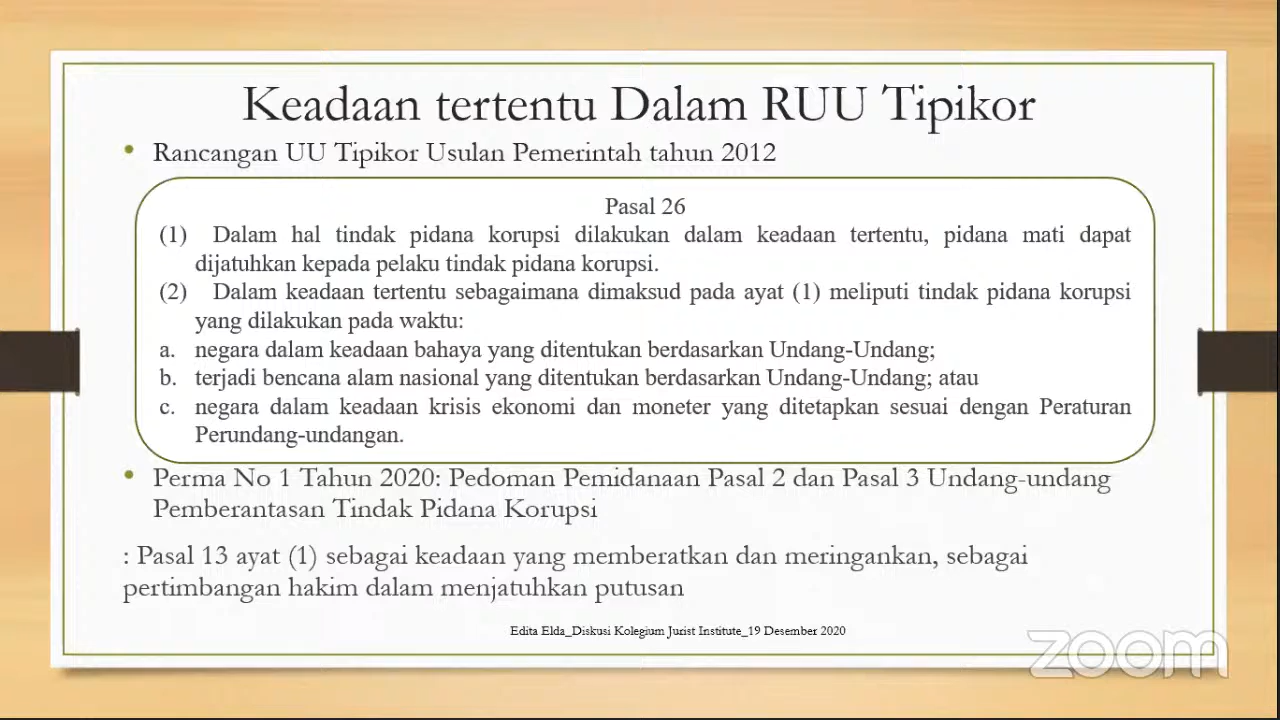 Keadaan tertentu Dalam RUU Tipikor
• Rancangan UU Tipikor Usulan Pemerintah tahun 2012
Pasal 26
(1) Dalam hal tindak pidana korupsi dilakukan dalam keadaan tertentu, pidana mati dapat
dijatuhkan kepada pelaku tindak pidana korupsi.
(2) Dalam keadaan tertentu sebagaimana dimaksud pada ayat (1) meliputi tindak pidana korupsi
yang dilakukan pada waktu:
a. negara dalam keadaan bahaya yang ditentukan berdasarkan Undang-Undang;
b. terjadi bencana alam nasional yang ditentukan berdasarkan Undang-Undang; atau
c. negara dalam keadaan krisis ekonomi dan moneter yang ditetapkan sesuai dengan Peraturan
Perundang-undangan.
• Perma No 1 Tahun 2020: Pedoman Pemidanaan Pasal 2 dan Pasal 3 Undang-undang
Pemberantasan Tindak Pidana Korupsi
: Pasal 13 ayat (1) sebagai keadaan yang memberatkan dan meringankan, sebagai
pertimbangan hakim dalam menjatuhkan putusan
Edita Elda_Diskusi Kolegium Jurist Institute_19 Desember 2020
zoom